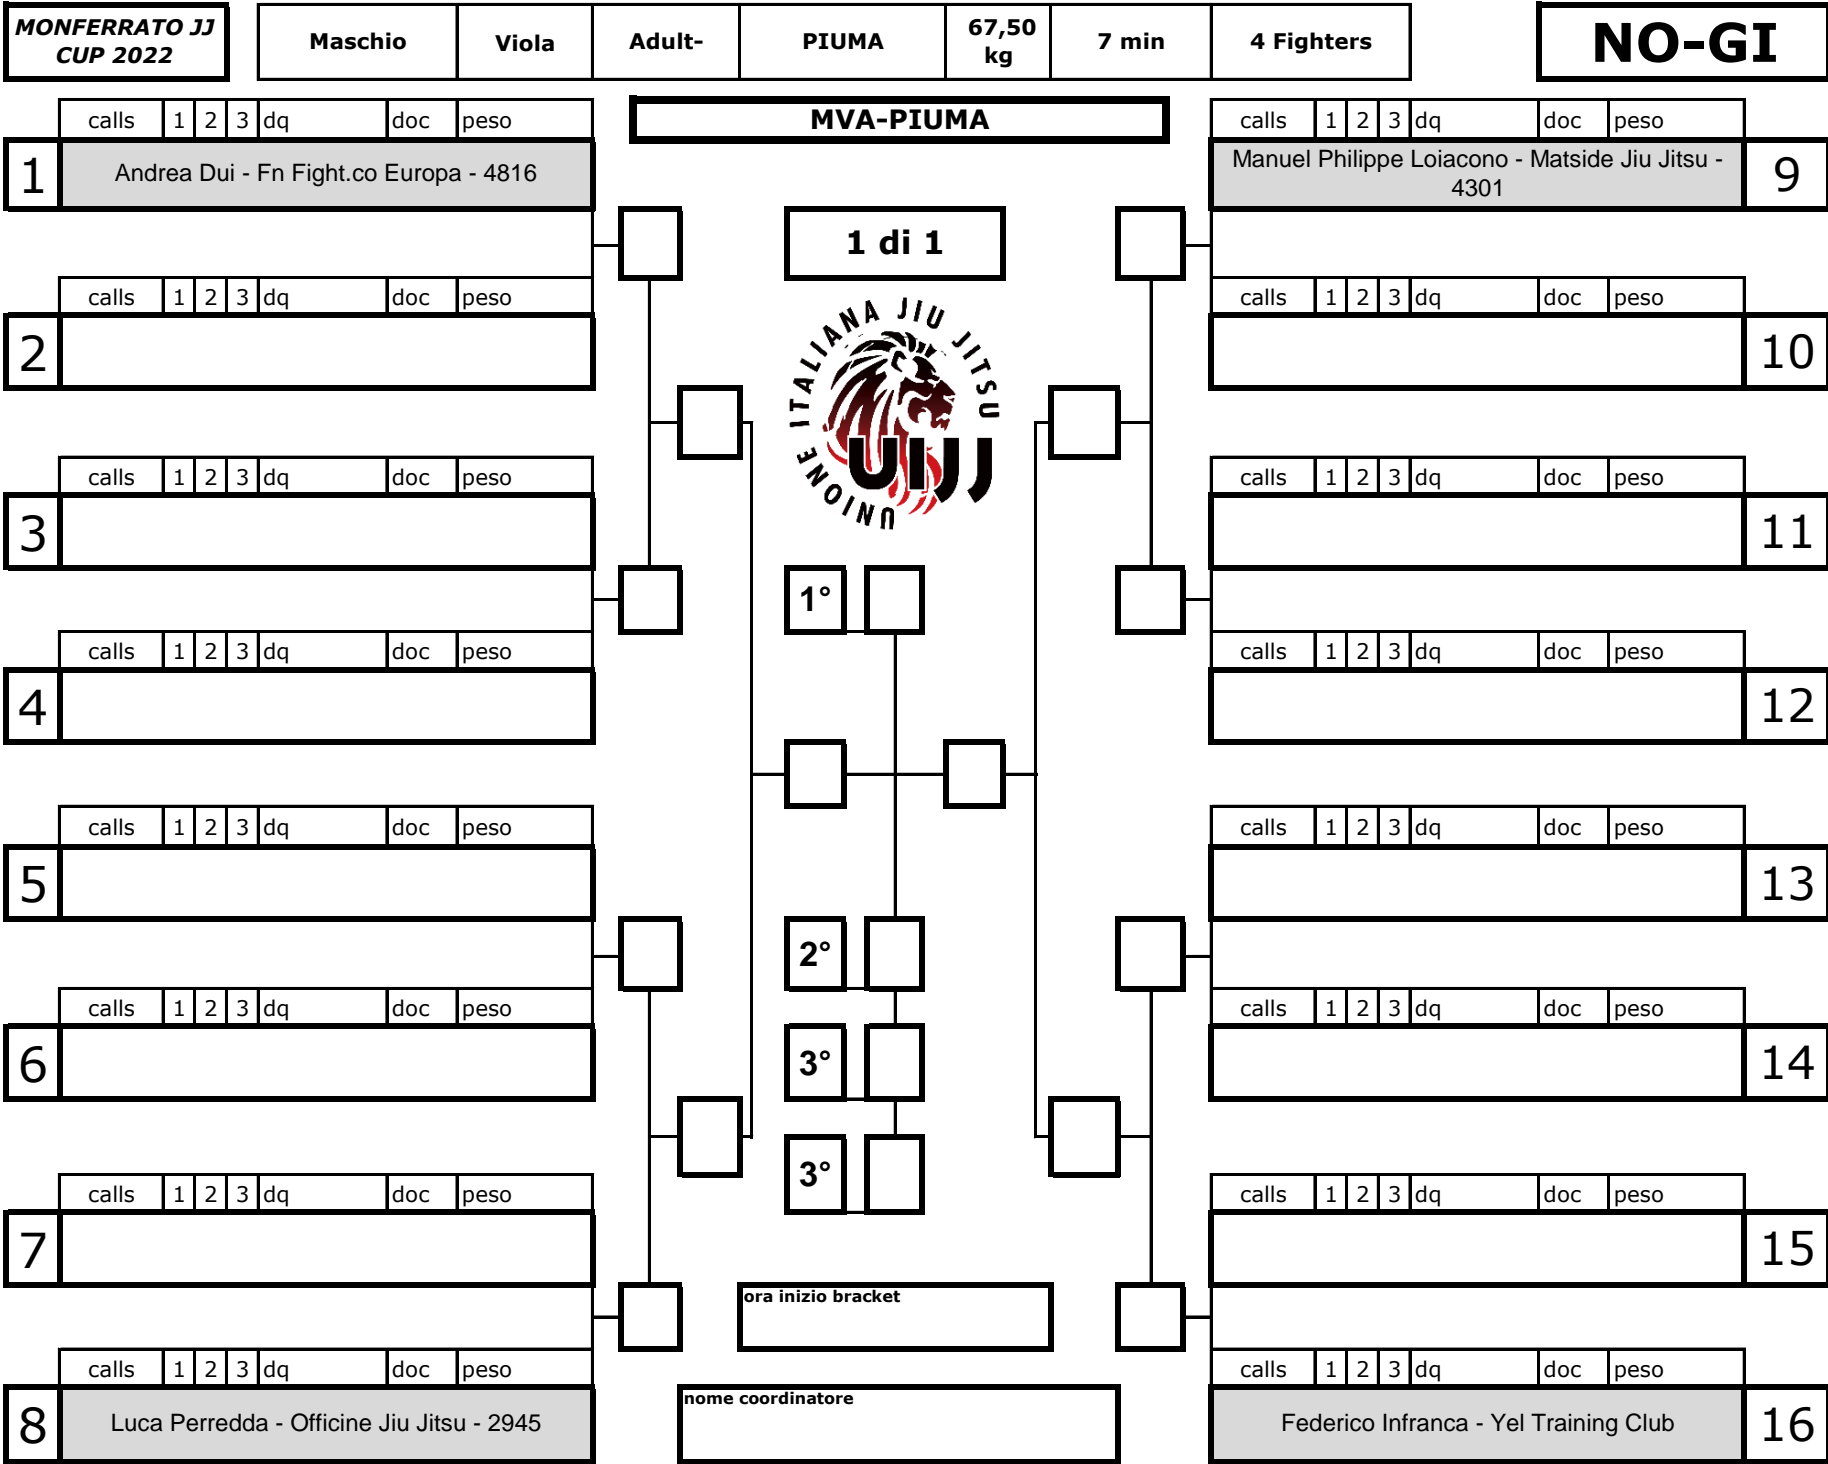 MONFERRATO JJ
CUP 2022
Maschio
Viola
Adult-
PIUMA
67,50
kg
7 min
4 Fighters
NO-GI
MVA-PIUMA
1 di 1
UNIONE ITALIANA JIU JITSU
UIJJ
calls 1 2 3 dq doc peso
1 Andrea Dui - Fn Fight.co Europa - 4816
calls 1 2 3 dq doc peso
2
calls 1 2 3 dq doc peso
3
calls 1 2 3 dq doc peso
4
calls 1 2 3 dq doc peso
5
calls 1 2 3 dq doc peso
6
calls 1 2 3 dq doc peso
7
calls 1 2 3 dq doc peso
8 Luca Perredda - Officine Jiu Jitsu - 2945
1°
2°
3°
3°
ora inizio bracket
nome coordinatore
calls 1 2 3 dq doc peso
Manuel Philippe Loiacono - Matside Jiu Jitsu -
4301
9
calls 1 2 3 dq doc peso
10
calls 1 2 3 dq doc peso
11
calls 1 2 3 dq doc peso
12
calls 1 2 3 dq doc peso
13
calls 1 2 3 dq doc peso
14
calls 1 2 3 dq doc peso
15
calls 1 2 3 dq doc peso
Federico Infranca - Yel Training Club 16